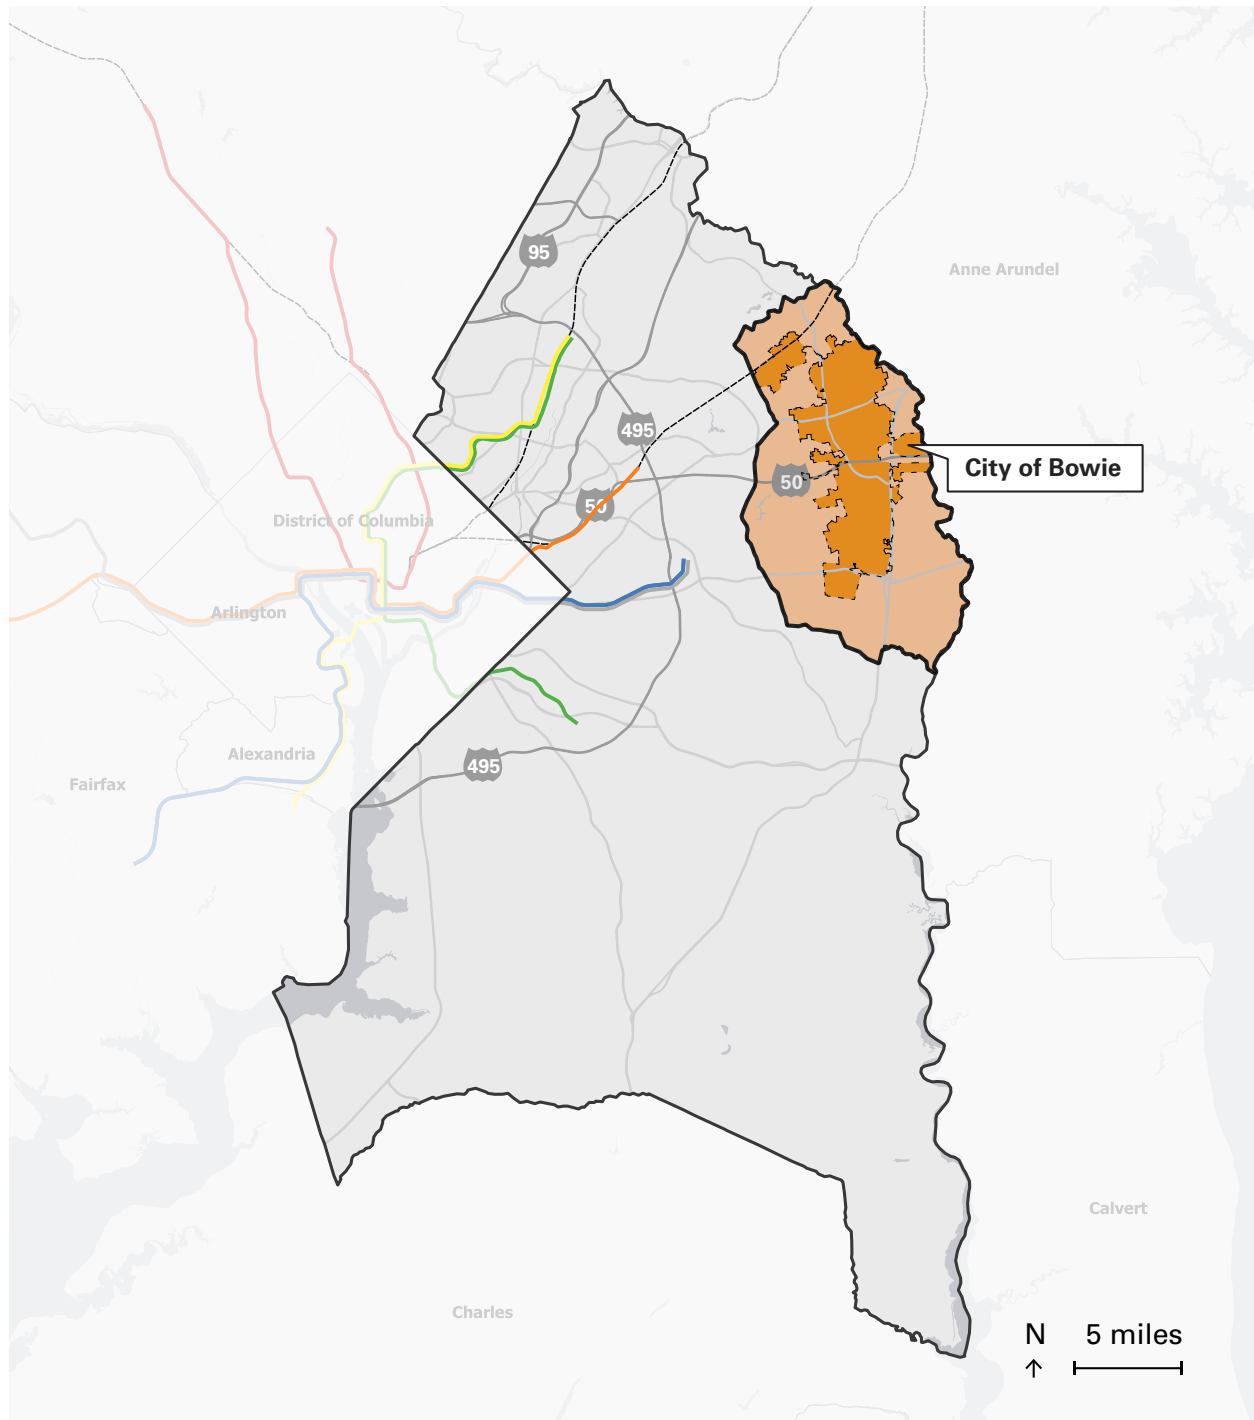 95
Anne Arundel
495
City of Bowie
50
50
District of Columbia
Arlington
Alexandria
495
Fairfax
Calvert
Charles
N
5 miles